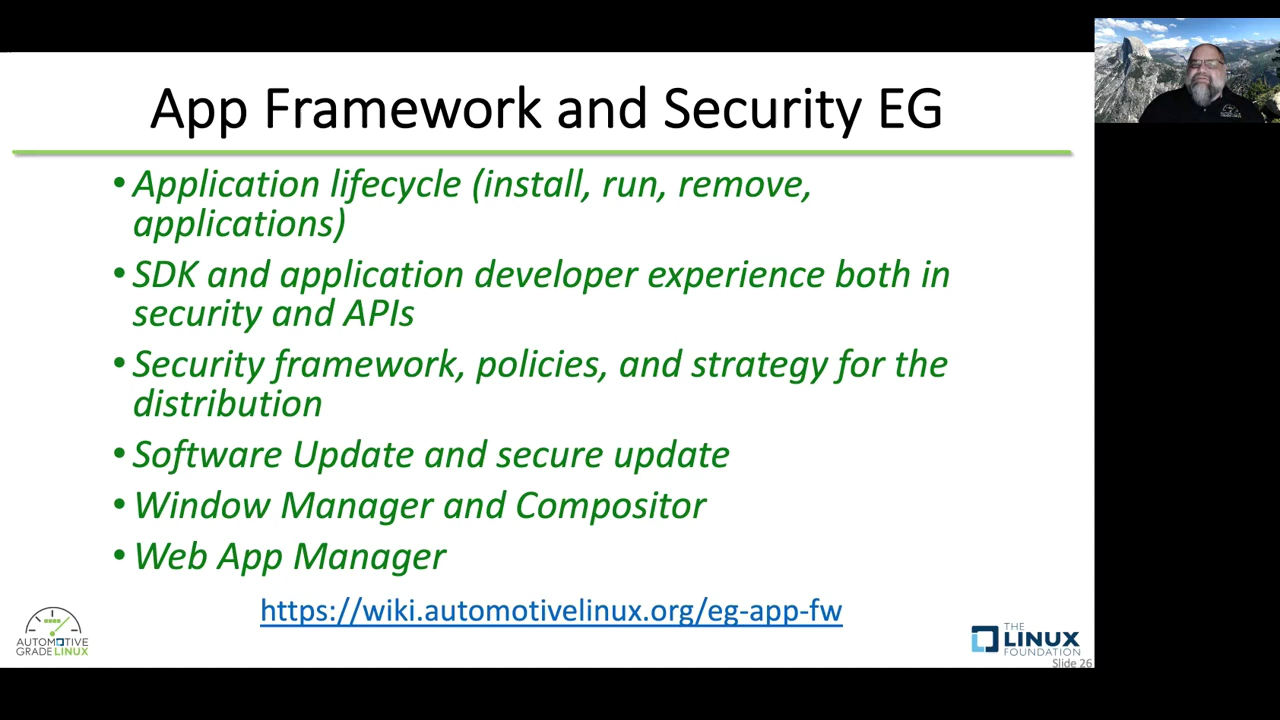 App Framework and Security EG
• Application lifecycle (install, run, remove,
applications)
• SDK and application developer experience both in
security and APIs
• Security framework, policies, and strategy for the
distribution
• Software Update and secure update
• Window Manager and Compositor
• Web App Manager
https://wiki.automotivelinux.org/eg-app-fw
AUTOMOTIVE
GRADELINUX
THE
LINUX
FOUNDATION
Slide 26